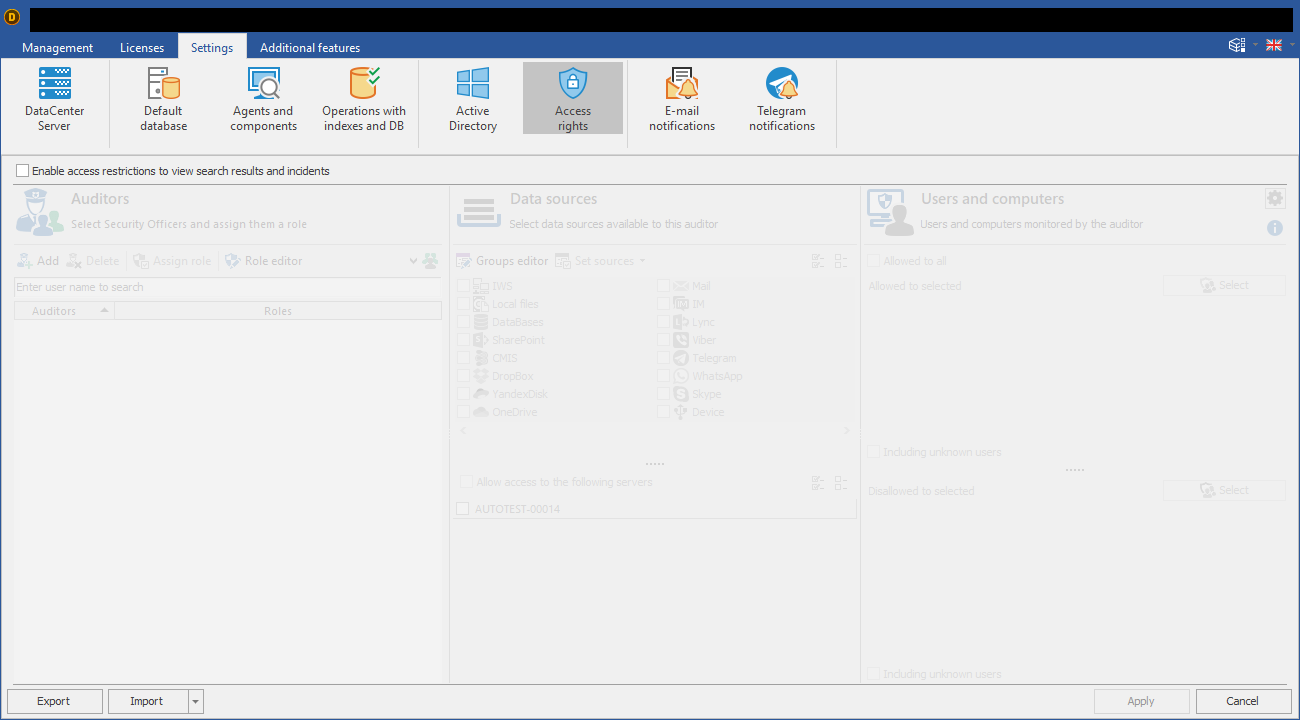 D
Management Licenses Settings Additional features
DataCenter Server
Default database
Agents and components
Operations with indexes and DB
Active Directory
Access rights
E-mail notifications
Telegram notifications
Enable access restrictions to view search results and incidents
Auditors
Select Security Officers and assign them a role
Add Delete Assign role Role editor
Enter user name to search
Auditors Roles
Data sources
Select data sources available to this auditor
Groups editor Set sources
IWS Mail
Local files IM
DataBases Lync
SharePoint Viber
CMIS Telegram
DropBox WhatsApp
YandexDisk Skype
OneDrive Device
Allow access to the following servers
AUTOTEST-00014
Users and computers
Users and computers monitored by the auditor
Allowed to all
Allowed to selected Select
Including unknown users
Disallowed to selected Select
Including unknown users
Export Import Apply Cancel